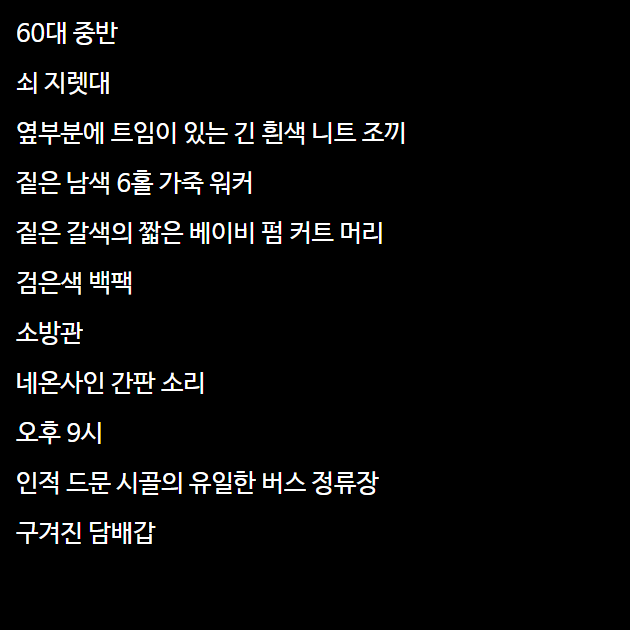 60대 중반
쇠 지렛대
옆부분에 트임이 있는 긴 흰색 니트 조끼
짙은 남색 6홀 가죽 워커
짙은 갈색의 짧은 베이비 펌 커트 머리
검은색 백팩
소방관
네온사인 간판 소리
오후 9시
인적 드문 시골의 유일한 버스 정류장
구겨진 담배갑